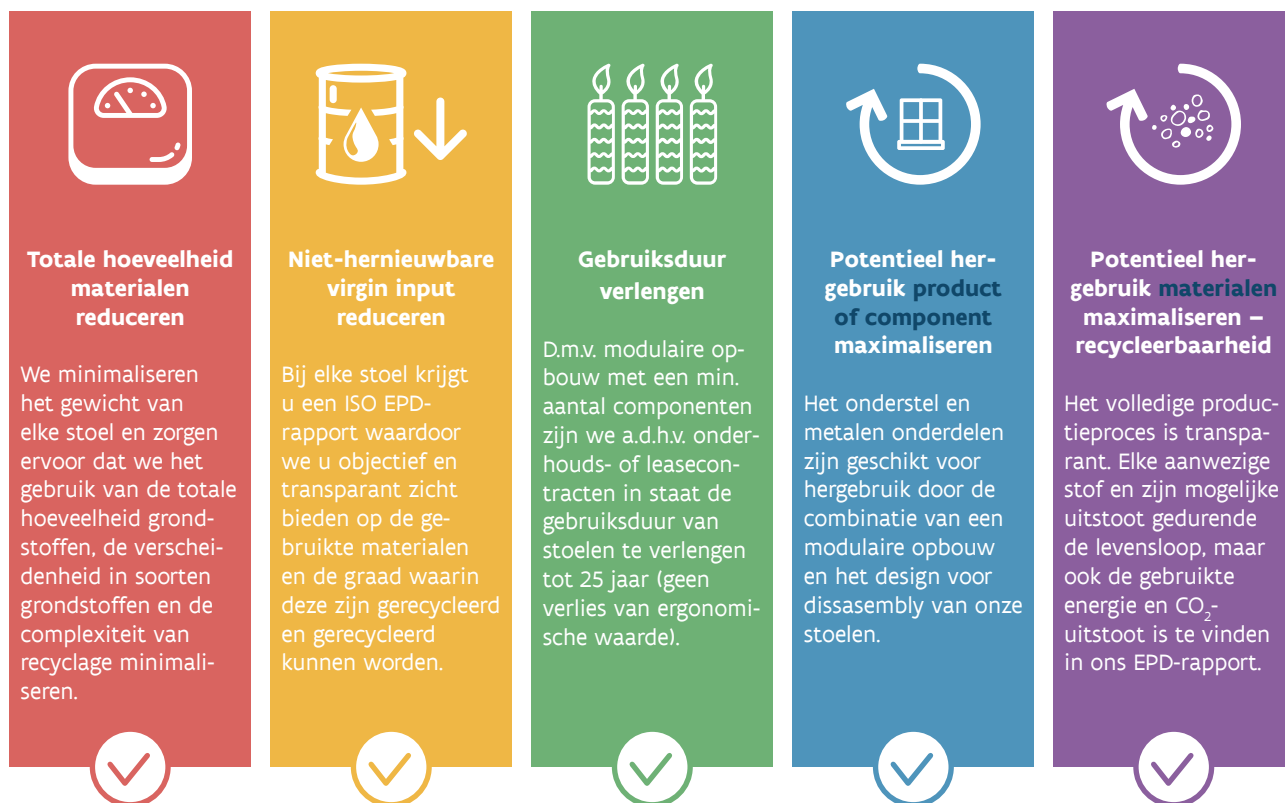 Totale hoeveelheid
materialen
reduceren
We minimaliseren
het gewicht van
elke stoel en zorgen
ervoor dat we het
gebruik van de totale
hoeveelheid grond-
stoffen, de verschei-
denheid in soorten
grondstoffen en de
complexiteit van
recyclage minimali-
seren.
Niet-hernieuwbare
virgin input
reduceren
Bij elke stoel krijgt
u een ISO EPD-
rapport waardoor
we u objectief en
transparant zicht
bieden op de ge-
bruikte materialen
en de graad waarin
deze zijn gerecycleerd
en gerecycleerd
kunnen worden.
Gebruiksduur
verlengen
D.m.v. modulaire op-
bouw met een min.
aantal componenten
zijn we a.d.h.v. onder-
houds- of leasecon-
tracten in staat de
gebruiksduur van
stoelen te verlengen
tot 25 jaar (geen
verlies van ergonomi-
sche waarde).
Potentieel her-
gebruik product
of component
maximaliseren
Het onderstel en
metalen onderdelen
zijn geschikt voor
hergebruik door de
combinatie van een
modulaire opbouw
en het design voor
dissasembly van onze
stoelen.
Potentieel her-
gebruik materialen
maximaliseren –
recycleerbaarheid
Het volledige produc-
tieproces is transpa-
rant. Elke aanwezige
stof en zijn mogelijke
uitstoot gedurende
de levensloop, maar
ook de gebruikte
energie en CO₂-
uitstoot is te vinden
in ons EPD-rapport.